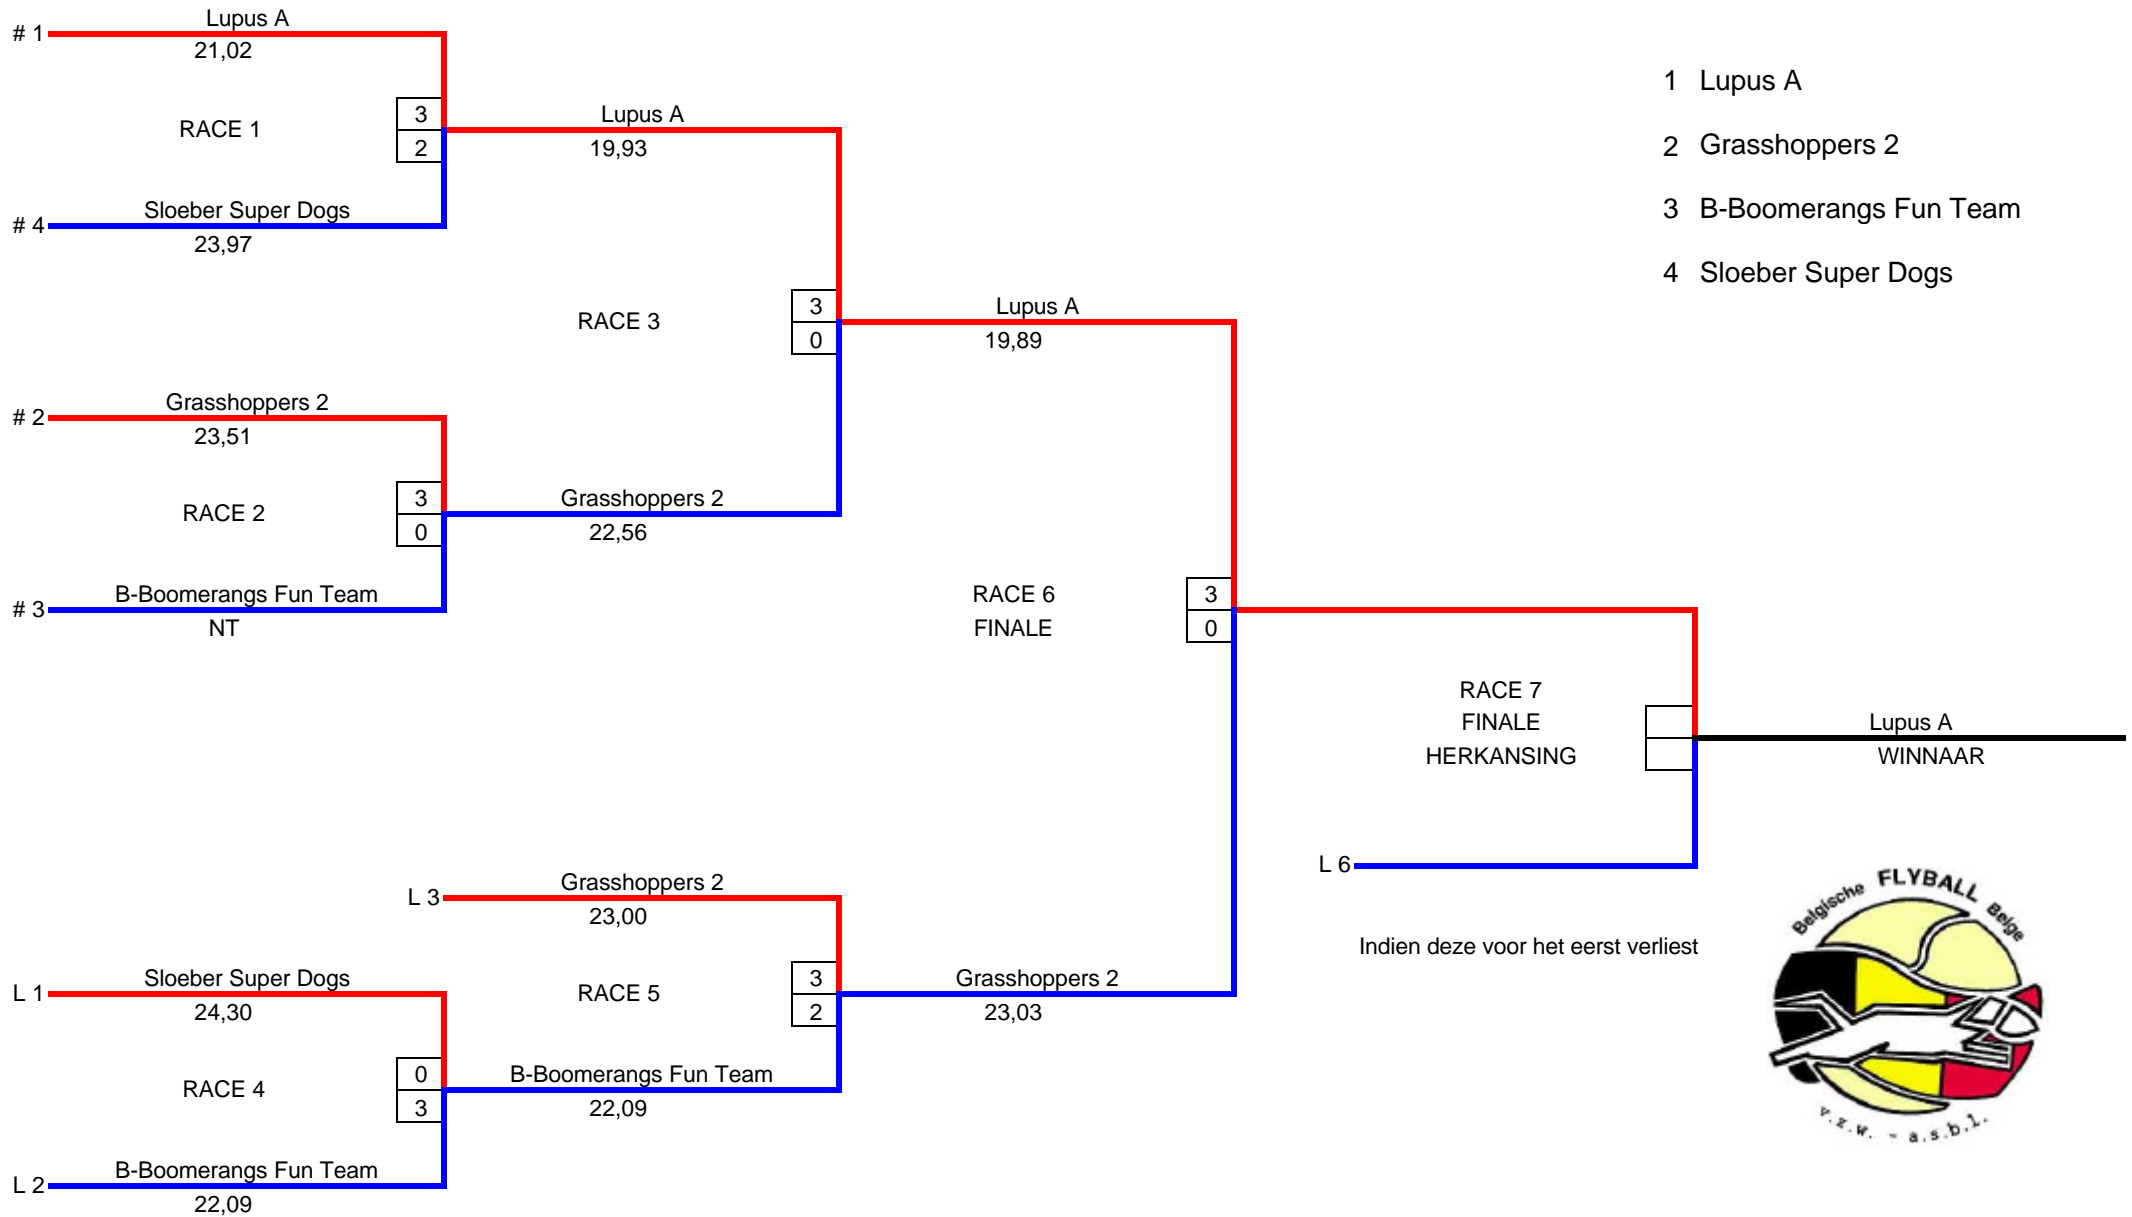 Lupus A
# 1
21,02
1 Lupus A
3
Lupus A
RACE 1
2
19,93
2 Grasshoppers 2
Sloeber Super Dogs
3 B-Boomerangs Fun Team
# 4
23,97
4 Sloeber Super Dogs
3
Lupus A
RACE 3
0
19,89
Grasshoppers 2
# 2
23,51
3
Grasshoppers 2
RACE 2
0
22,56
B-Boomerangs Fun Team
# 3
NT
RACE 6
3
FINALE
0
RACE 7
FINALE
HERKANSING
Lupus A
WINNAAR
L 6
Grasshoppers 2
L 3
23,00
Indien deze voor het eerst verliest
Belgische FLYBALL Belge
Sloeber Super Dogs
L 1
24,30
3
RACE 5
2
Grasshoppers 2
23,03
0
RACE 4
3
B-Boomerangs Fun Team
22,09
v.z.w. - a.s.b.l.
B-Boomerangs Fun Team
L 2
22,09